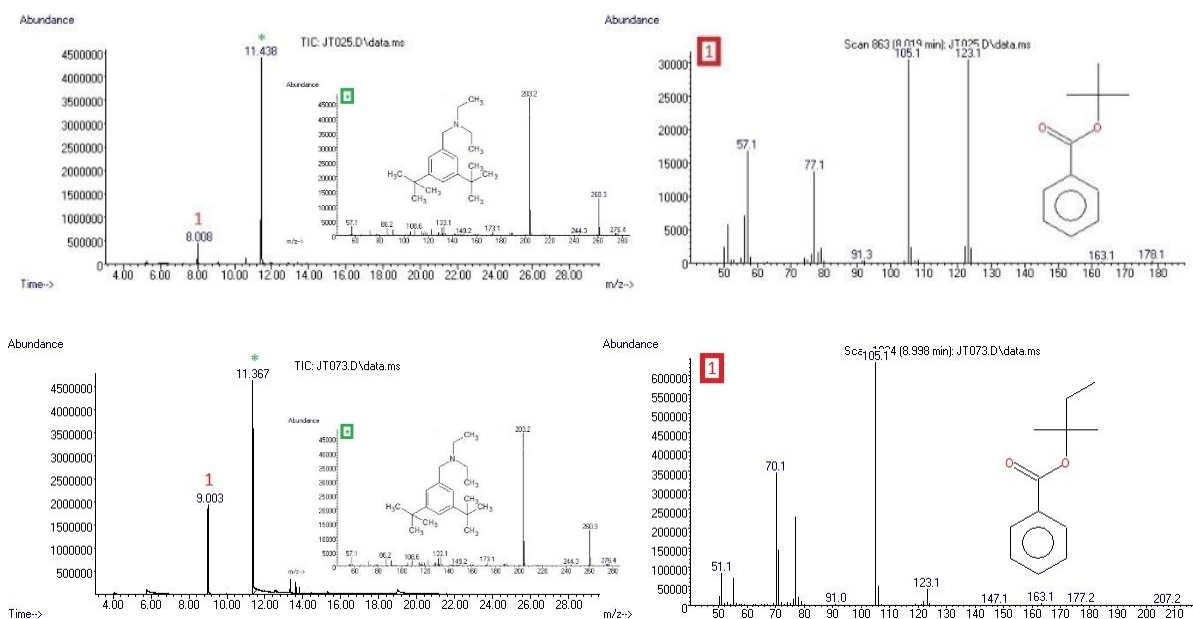 Abundance
*
11.438
TIC: JT025.D\data.ms
4500000
4000000
3500000
3000000
2500000
2000000
1500000
1000000
500000
0
1
8.008
4.00 6.00 8.00 10.00 12.00 14.00 16.00 18.00 20.00 22.00 24.00 26.00 28.00
Time-->
Abundance
*
203.2
45000
40000
35000
30000
25000
20000
15000
10000
5000
0
CH3
N
CH3
H3C
CH3
CH3
CH3
CH3
CH3
260.3
57.1 86.2 108.6 133.1 149.2 173.1 244.3 275.4
m/z-->
60 80 100 120 140 160 180 200 220 240 260 280
Abundance
1
Scan 863 (8.019 min): JT025.D\data.ms
105.1 123.1
30000
25000
20000
15000
10000
5000
0
57.1
77.1
91.3
163.1 178.1
O
O
50 60 70 80 90 100 110 120 130 140 150 160 170 180
m/z-->
Abundance
*
11.367
TIC: JT073.D\data.ms
4500000
4000000
3500000
3000000
2500000
2000000
1500000
1000000
500000
1
9.003
4.00 6.00 8.00 10.00 12.00 14.00 16.00 18.00 20.00 22.00 24.00 26.00 28.00
Time-->
Abundance
*
203.2
45000
40000
35000
30000
25000
20000
15000
10000
5000
0
CH3
N
CH3
H3C
CH3
CH3
CH3
CH3
260.3
57.1 86.2 108.6 133.1 149.2 173.1 244.3 275.4
m/z-->
60 80 100 120 140 160 180 200 220 240 260 280
Abundance
1
(8.998 min): JT073.D\data.ms
105.1
600000
550000
500000
450000
400000
350000
300000
250000
200000
150000
100000
50000
0
70.1
51.1
91.0
123.1
147.1 163.1 177.2 207.2
O
O
50 60 70 80 90 100 110 120 130 140 150 160 170 180 190 200 210
m/z-->